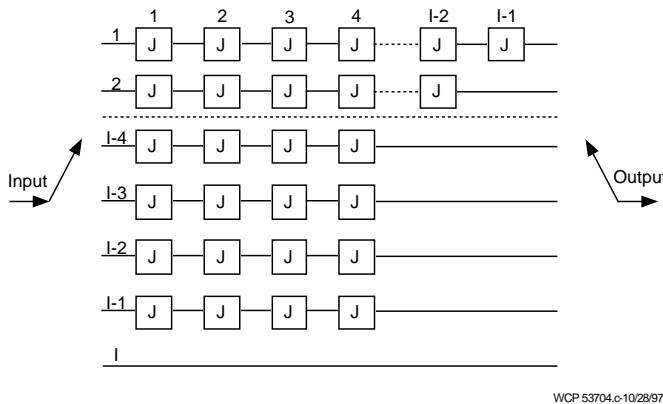 1 2 3 4 I-2 I-1
1 J J J J J J
2 J J J J J
I-4 J J J J
Input Output
I-3 J J J J
I-2 J J J J
I-1 J J J J
I
WCP 53704.c-10/28/97